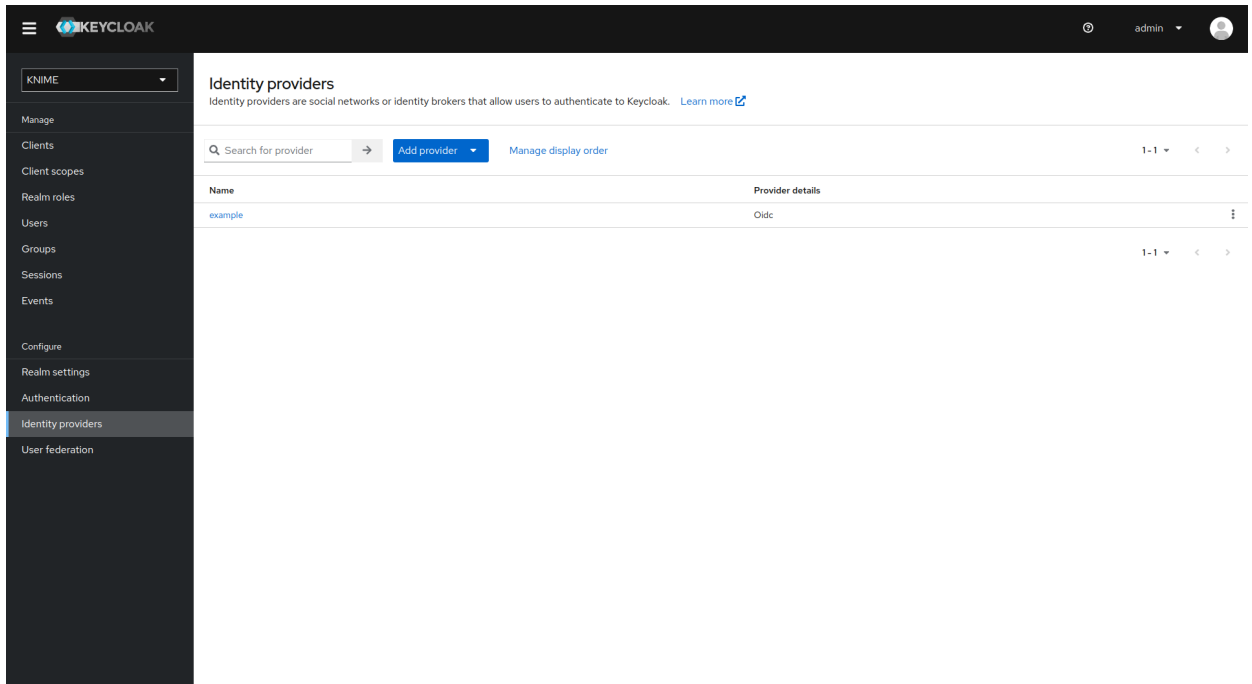 KEYCLOAK
admin
KNIME
Manage
Clients
Client scopes
Realm roles
Users
Groups
Sessions
Events
Configure
Realm settings
Authentication
Identity providers
User federation
Identity providers
Identity providers are social networks or identity brokers that allow users to authenticate to Keycloak. Learn more
Search for provider Add provider Manage display order 1-1
Name Provider details
example Oidc
1-1